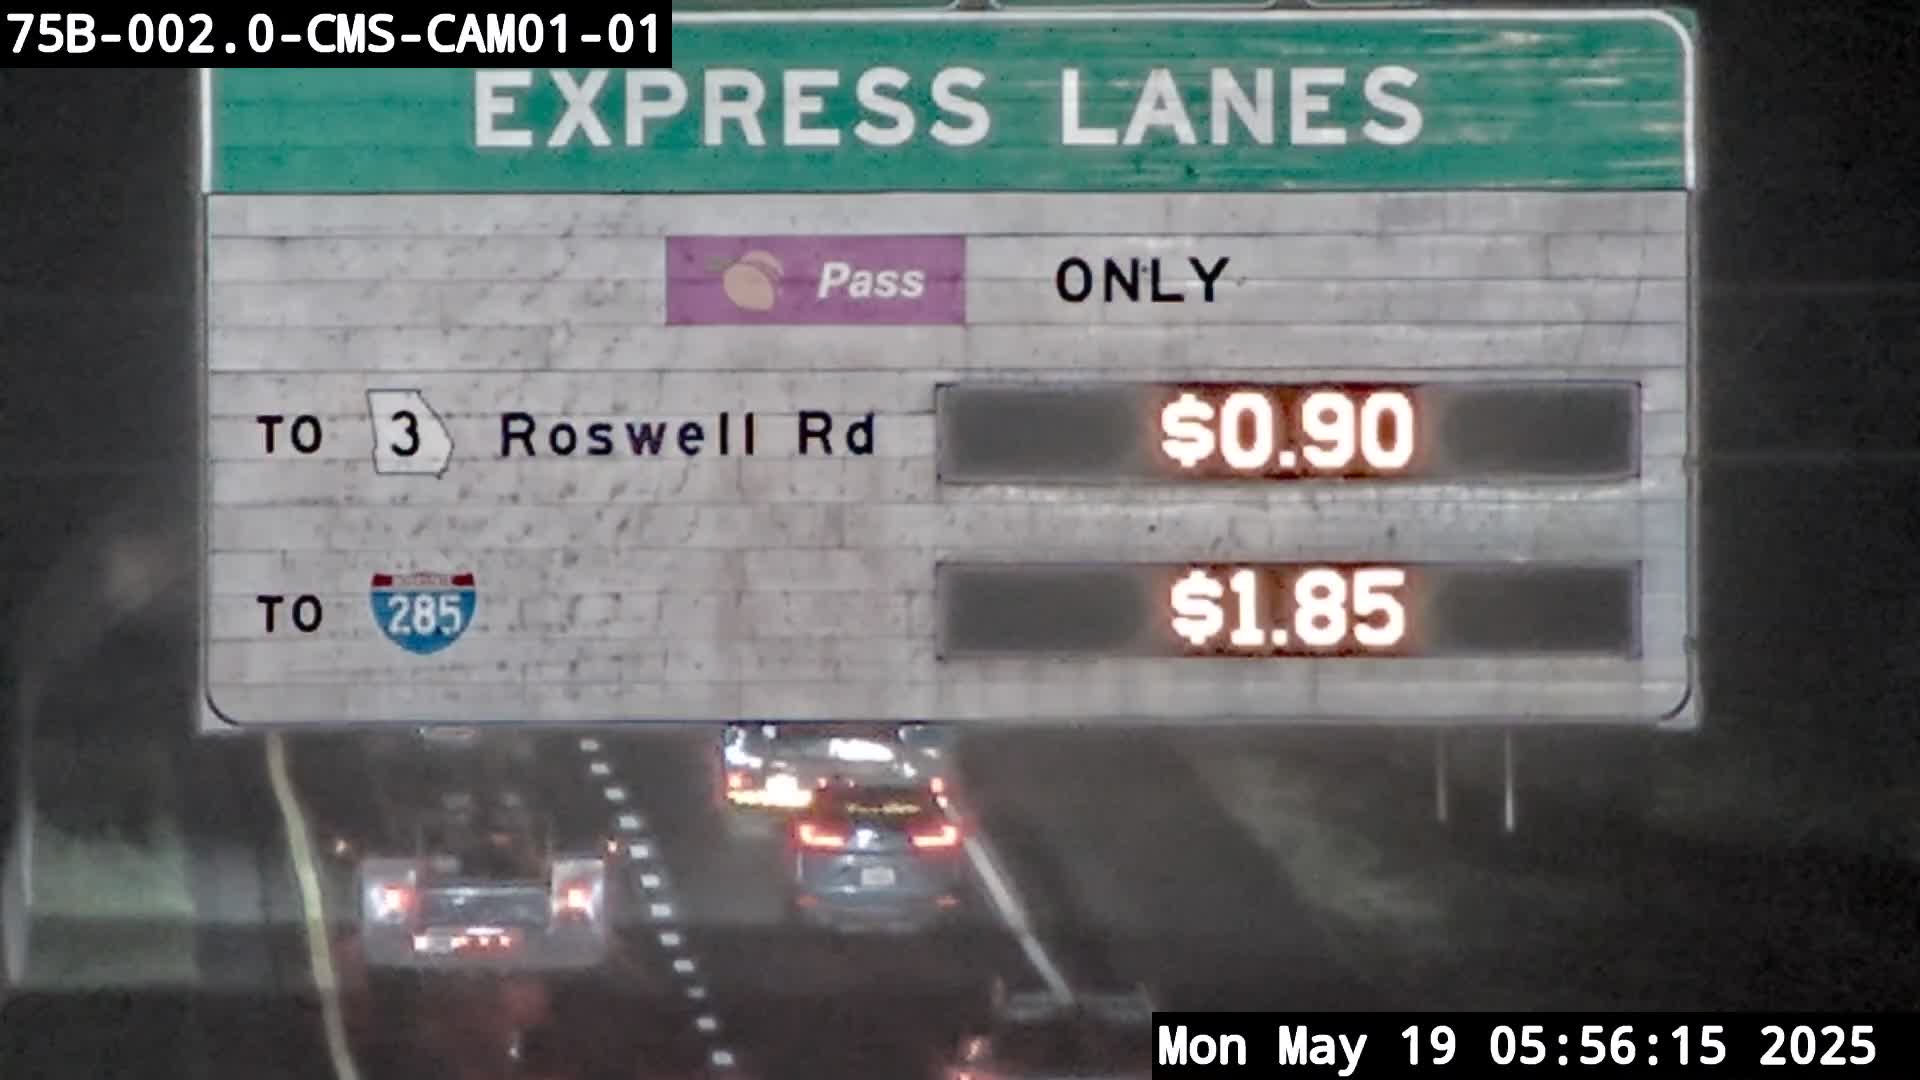 75B-002.0-CMS-CAM01-01
EXPRESS LANES
Pass ONLY
TO 3 Roswell Rd $0.90
TO 285 $1.85
Mon May 19 05:56:15 2025